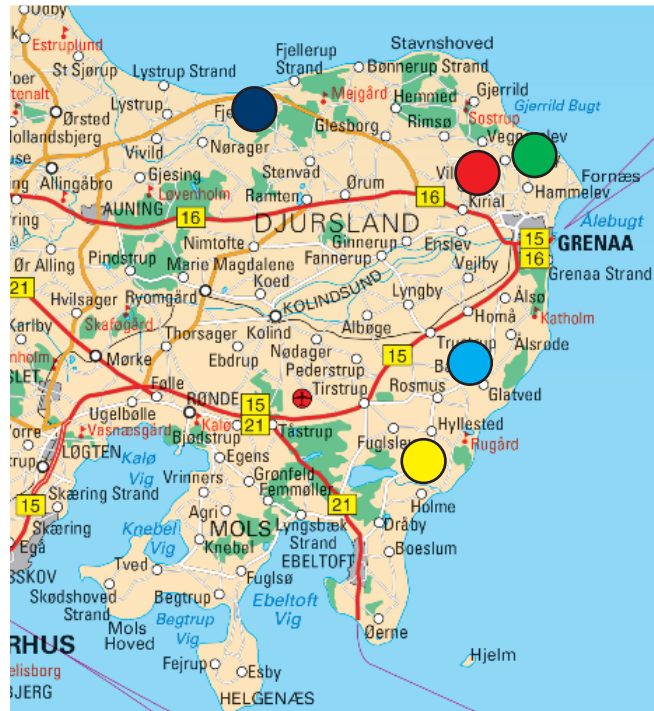 Udby
Estruplund
St Sjørup
Lystrup Strand
Fjellerup
Strand
Stavnshoved
Bønnerup Strand
Gjerrild
Gjerrild Bugt
Mejgård
Hemmed
Sostrup
Lystrup
Ørsted
Vivild
Nørager
Glesborg
Rimsø
Allingåbro
Gjesing
Løvenholm
Stenvad
Ramten
Ørum
Kirial
Hammelev
Fornæs
Ålebugt
AUNING
16
16
DJURSLAND
GRENAA
15
16
Grenaa Strand
Nimtofte
Ginnerup
Fannerup
Enslev
Vejlby
Ør Alling
Pindstrup
Marie Magdalene
Koed
KOLINDSUND
Lyngby
Ålsø
Katholm
21
Hvilsager
Ryomgård
Skaføgård
Karlby
Thorsager
Kolind
Albøge
Homå
Ålsrøde
Mørke
Ebdrup
Nødager
Pederstrup
Tirstrup
15
Rosmus
Glatved
Følle
Ugelbølle
RØNDE
15
21
Tåstrup
Kalø
Vasnæsgård
Bjødstrup
Hyllested
Rugård
LØGTEN
Kalø
Vig
Egens
Grønfeld
Femmøller
Vrinners
Skæring Strand
Skæring
15
Egå
Agri
MOLS
Knebel
Knebel
Vig
Lyngsbæk
Strand
EBELTOFT
21
Holme
Dråby
Boeslum
Tved
Fuglsø
Skødshoved
Strand
Mols
Hoved
Begtrup
Begtrup
Vig
Ebeltoft
Vig
Øerne
Fejrup
Esby
HELGENÆS
Hjelm